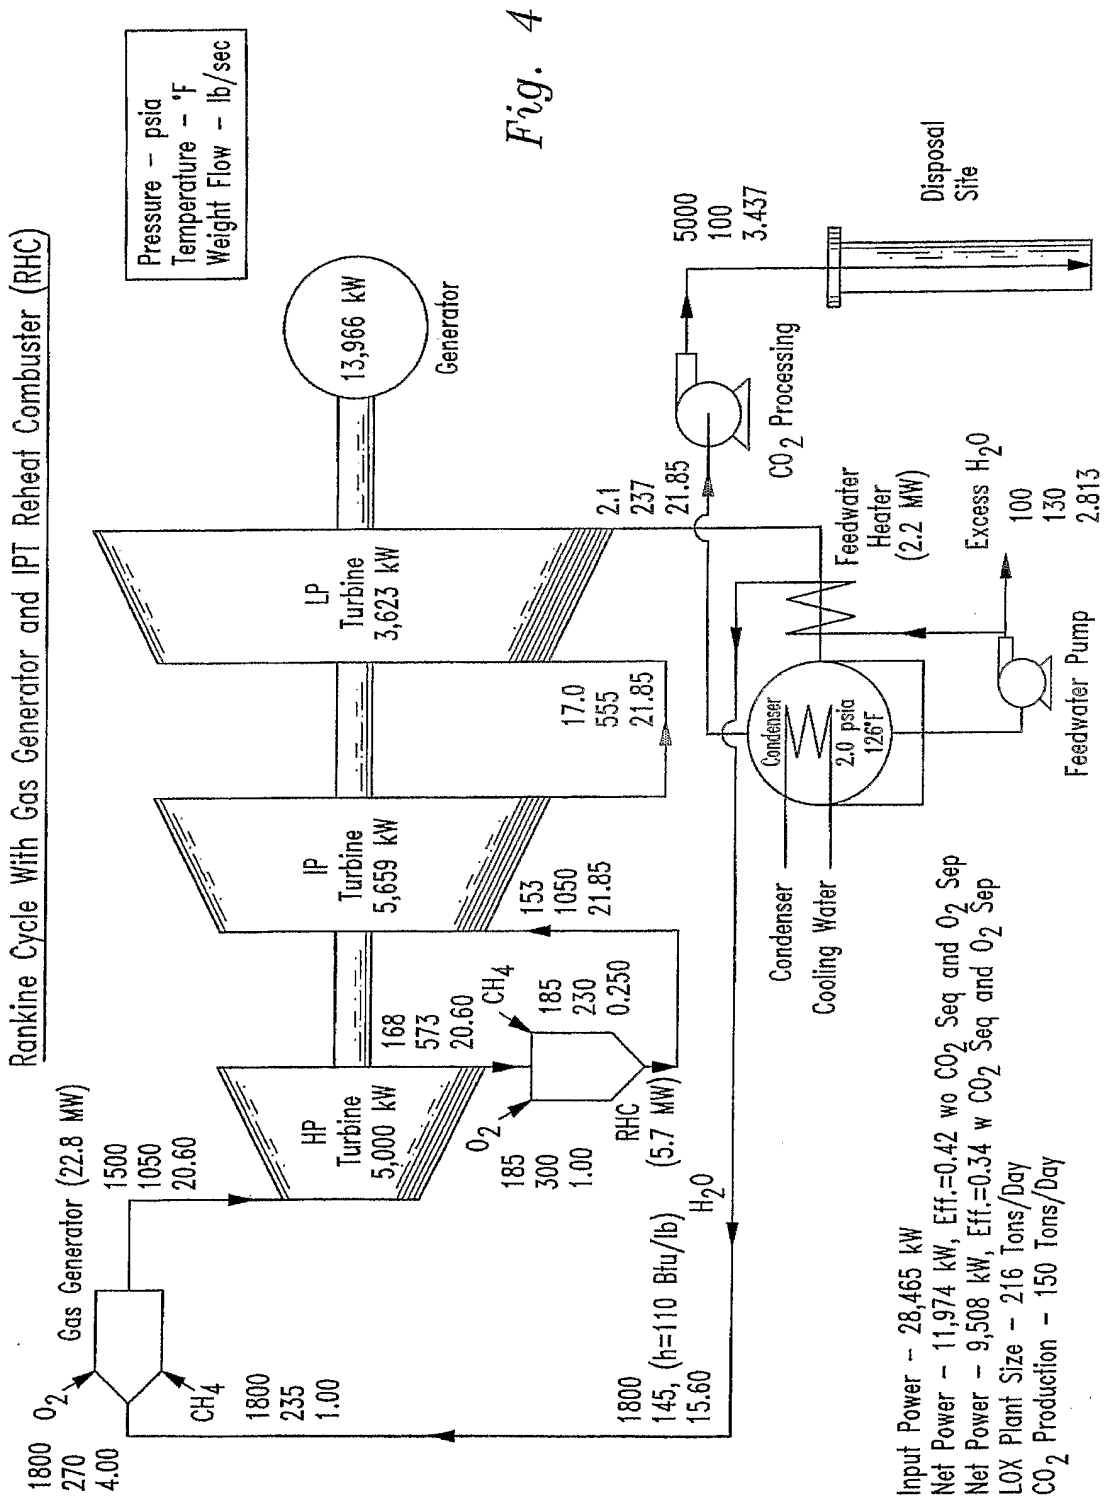 Rankine Cycle With Gas Generator and IPT Reheat Combuster (RHC)
Pressure – psia
Temperature – °F
Weight Flow – lb/sec
1800
270
4.00
O2
CH4
1800
235
1.00
Gas Generator (22.8 MW)
1500
1050
20.60
HP
Turbine
5,000 kW
168
573
20.60
O2
185
300
1.00
CH4
185
230
0.250
RHC
(5.7 MW)
IP
Turbine
5,659 kW
153
1050
21.85
17.0
555
21.85
LP
Turbine
3,623 kW
2.1
237
21.85
13,966 kW
Generator
Fig. 4
1800
145, (h=110 Btu/lb)
15.60
H2O
Condenser
2.0 psia
126°F
Condenser
Cooling Water
CO2 Processing
5000
100
3.437
Disposal
Site
Feedwater
Heater
(2.2 MW)
Excess H2O
100
130
2.813
Feedwater Pump
Input Power – 28,465 kW
Net Power – 11,974 kW, Eff.=0.42 wo CO2 Seq and O2 Sep
Net Power – 9,508 kW, Eff.=0.34 w CO2 Seq and O2 Sep
LOX Plant Size – 216 Tons/Day
CO2 Production – 150 Tons/Day